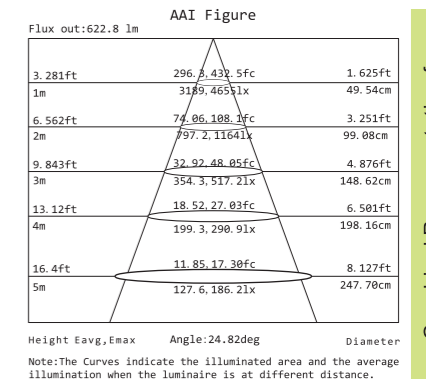 AAI Figure
Flux out:622.8 lm
3.281ft 296.3,432.5fc 1.625ft
1m 3189,4655lx 49.54cm
6.562ft 74.06,108.1fc 3.251ft
2m 797.2,1164lx 99.08cm
9.843ft 32.92,48.05fc 4.876ft
3m 354.3,517.2lx 148.62cm
13.12ft 18.52,27.03fc 6.501ft
4m 199.3,290.9lx 198.16cm
16.4ft 11.85,17.30fc 8.127ft
5m 127.6,186.2lx 247.70cm
Height Eavg,Emax Angle:24.82deg Diameter
Note:The Curves indicate the illuminated area and the average
illumination when the luminaire is at different distance.